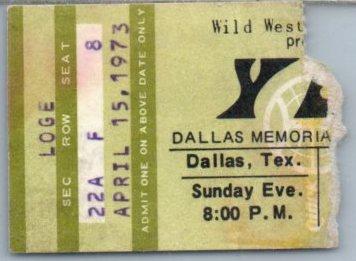 LOGE
SEC ROW SEAT
22A F 8
APRIL 15,1973
ADMIT ONE ON ABOVE DATE ONLY
Wild West
pr
Y
DALLAS MEMORIA
Dallas, Tex.
Sunday Eve.
8:00 P.M.